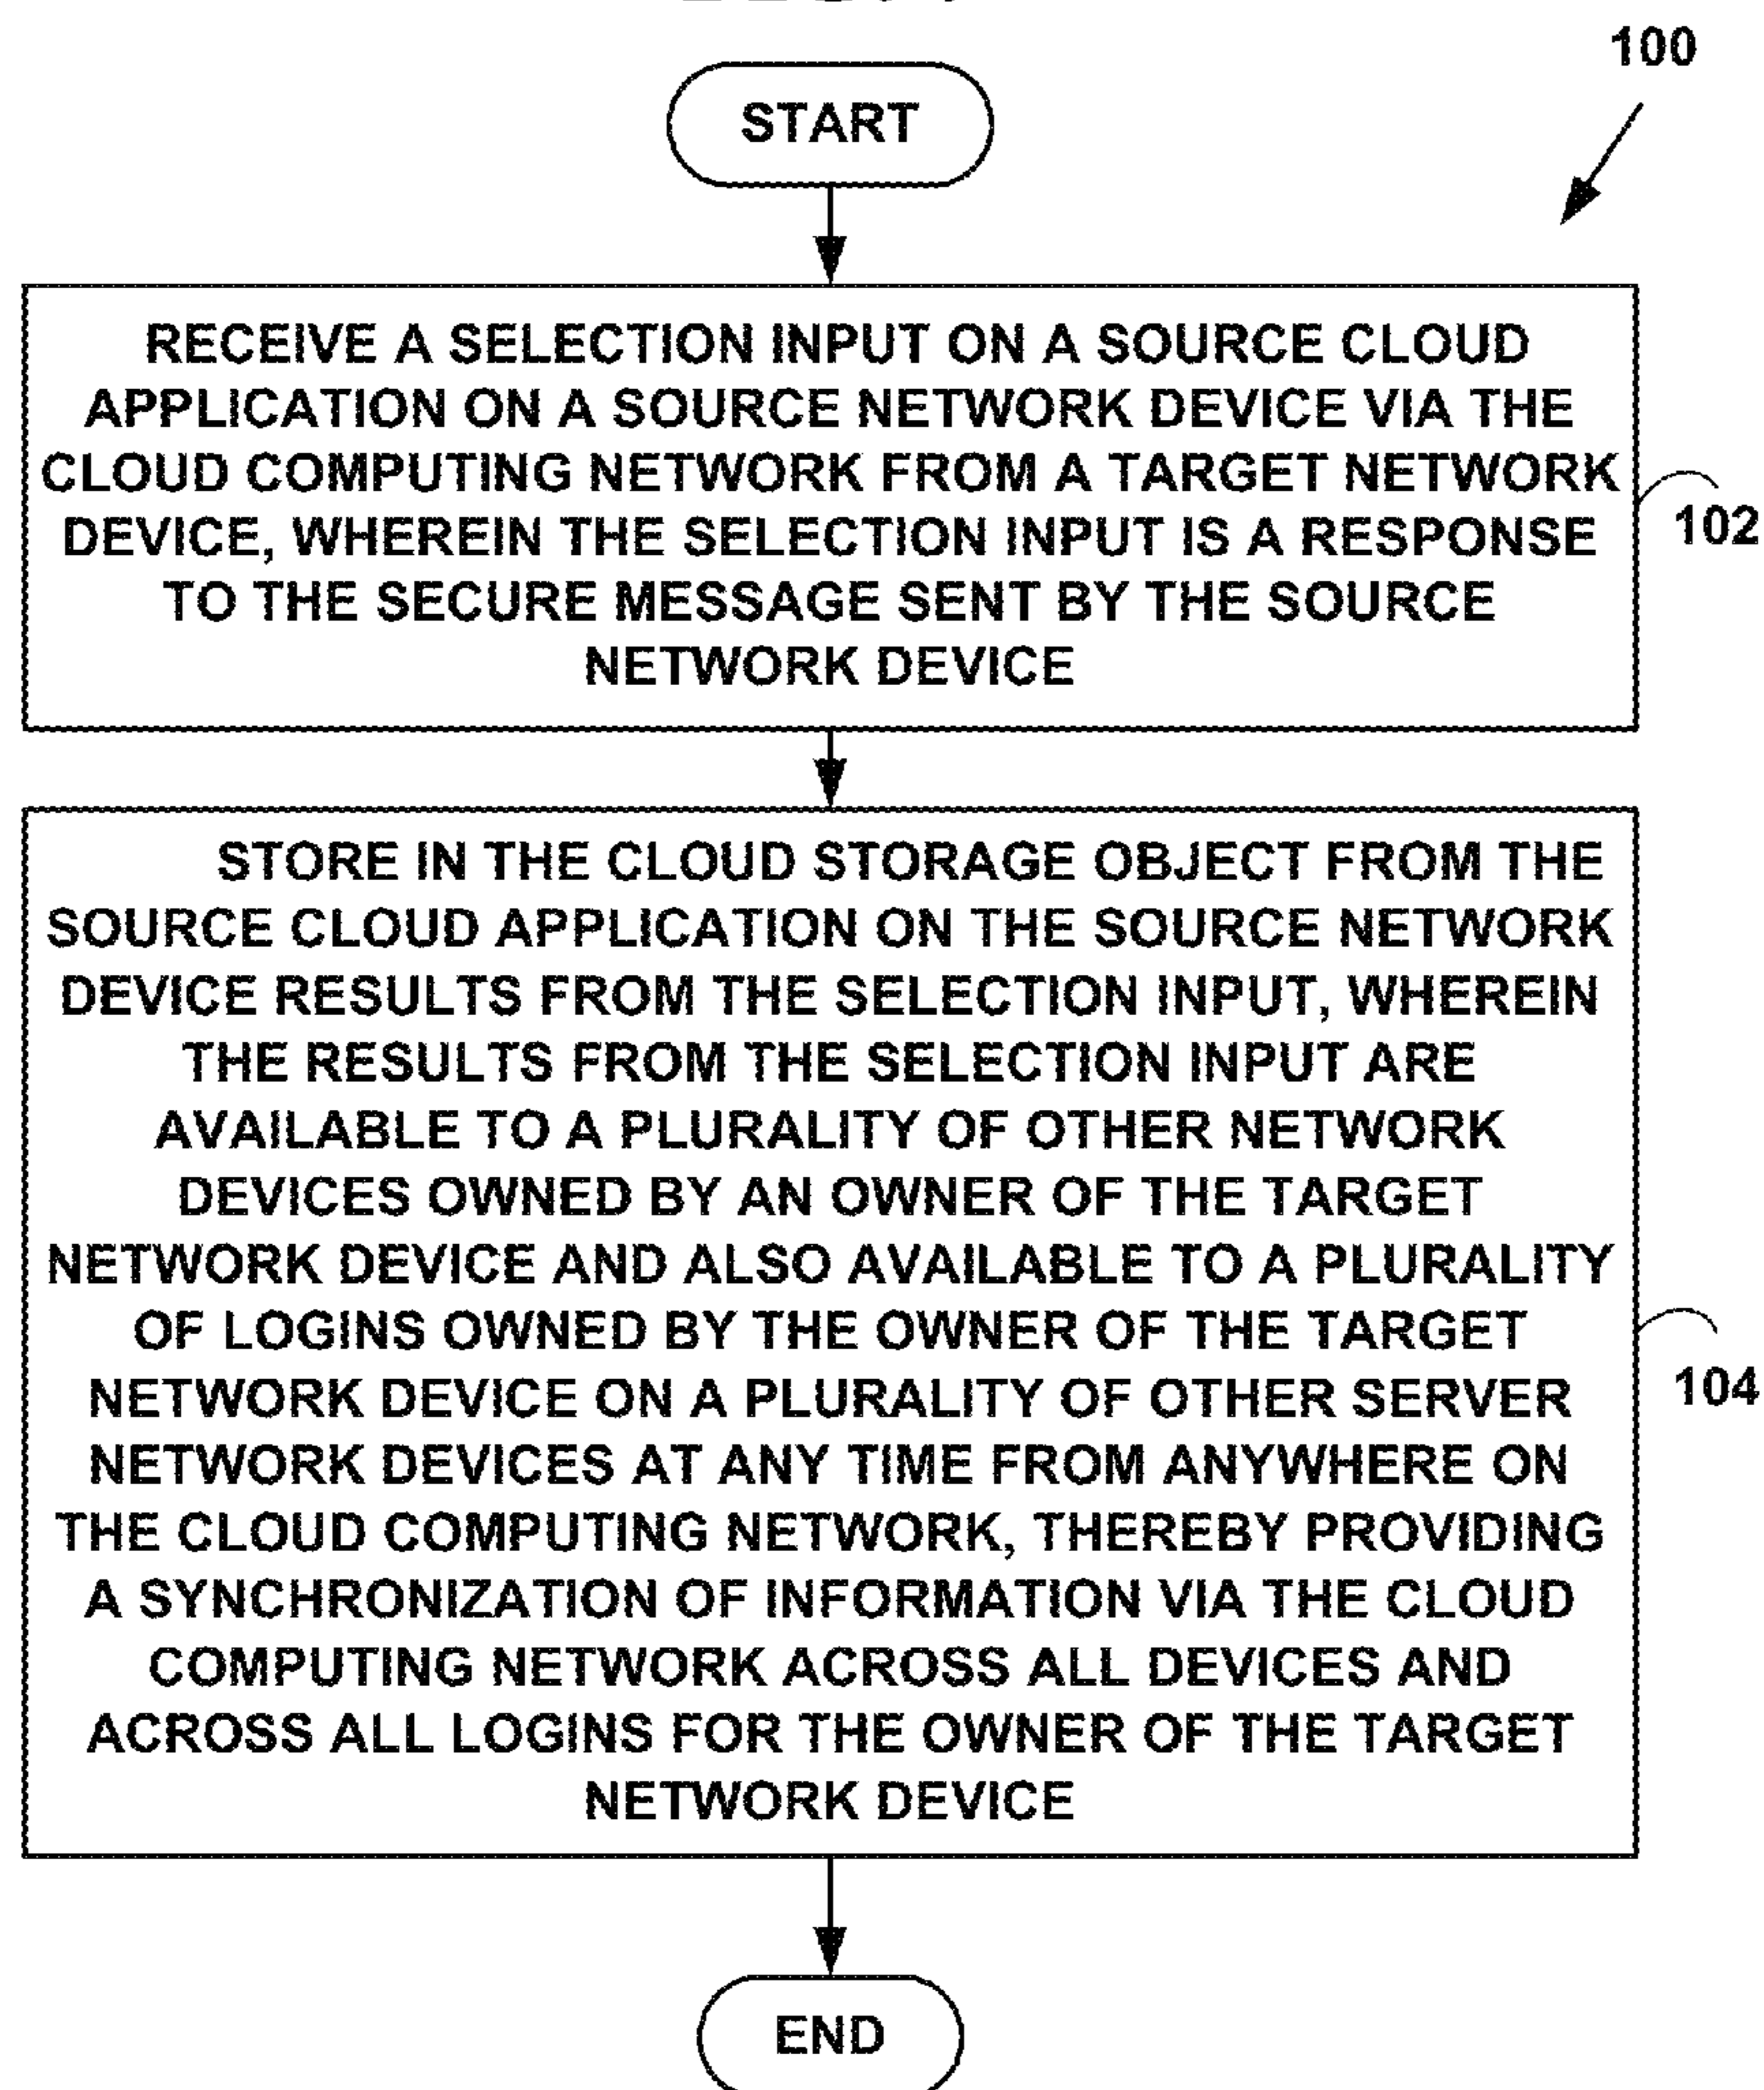 100
START
RECEIVE A SELECTION INPUT ON A SOURCE CLOUD
APPLICATION ON A SOURCE NETWORK DEVICE VIA THE
CLOUD COMPUTING NETWORK FROM A TARGET NETWORK
DEVICE, WHEREIN THE SELECTION INPUT IS A RESPONSE
TO THE SECURE MESSAGE SENT BY THE SOURCE
NETWORK DEVICE
102
STORE IN THE CLOUD STORAGE OBJECT FROM THE
SOURCE CLOUD APPLICATION ON THE SOURCE NETWORK
DEVICE RESULTS FROM THE SELECTION INPUT, WHEREIN
THE RESULTS FROM THE SELECTION INPUT ARE
AVAILABLE TO A PLURALITY OF OTHER NETWORK
DEVICES OWNED BY AN OWNER OF THE TARGET
NETWORK DEVICE AND ALSO AVAILABLE TO A PLURALITY
OF LOGINS OWNED BY THE OWNER OF THE TARGET
NETWORK DEVICE ON A PLURALITY OF OTHER SERVER
NETWORK DEVICES AT ANY TIME FROM ANYWHERE ON
THE CLOUD COMPUTING NETWORK, THEREBY PROVIDING
A SYNCHRONIZATION OF INFORMATION VIA THE CLOUD
COMPUTING NETWORK ACROSS ALL DEVICES AND
ACROSS ALL LOGINS FOR THE OWNER OF THE TARGET
NETWORK DEVICE
104
END